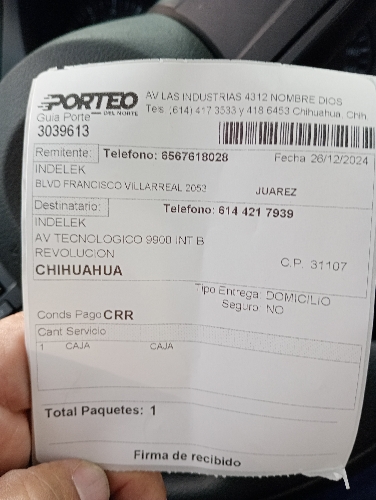 PORTEO
DEL NORTE
AV LAS INDUSTRIAS 4312 NOMBRE DIOS
Tels. (614) 417 3533 y 418 6453 Chihuahua, Chih.
Guia Porte
3039613
Remitente: Telefono: 6567618028 Fecha 26/12/2024
INDELEK
BLVD FRANCISCO VILLARREAL 2053 JUAREZ
Destinatario: Telefono: 614 421 7939
INDELEK
AV TECNOLOGICO 9900 INT B
REVOLUCION C.P. 31107
CHIHUAHUA
Tipo Entrega: DOMICILIO
Seguro: NO
Conds Pago CRR
Cant Servicio
1 CAJA CAJA
Total Paquetes: 1
Firma de recibido